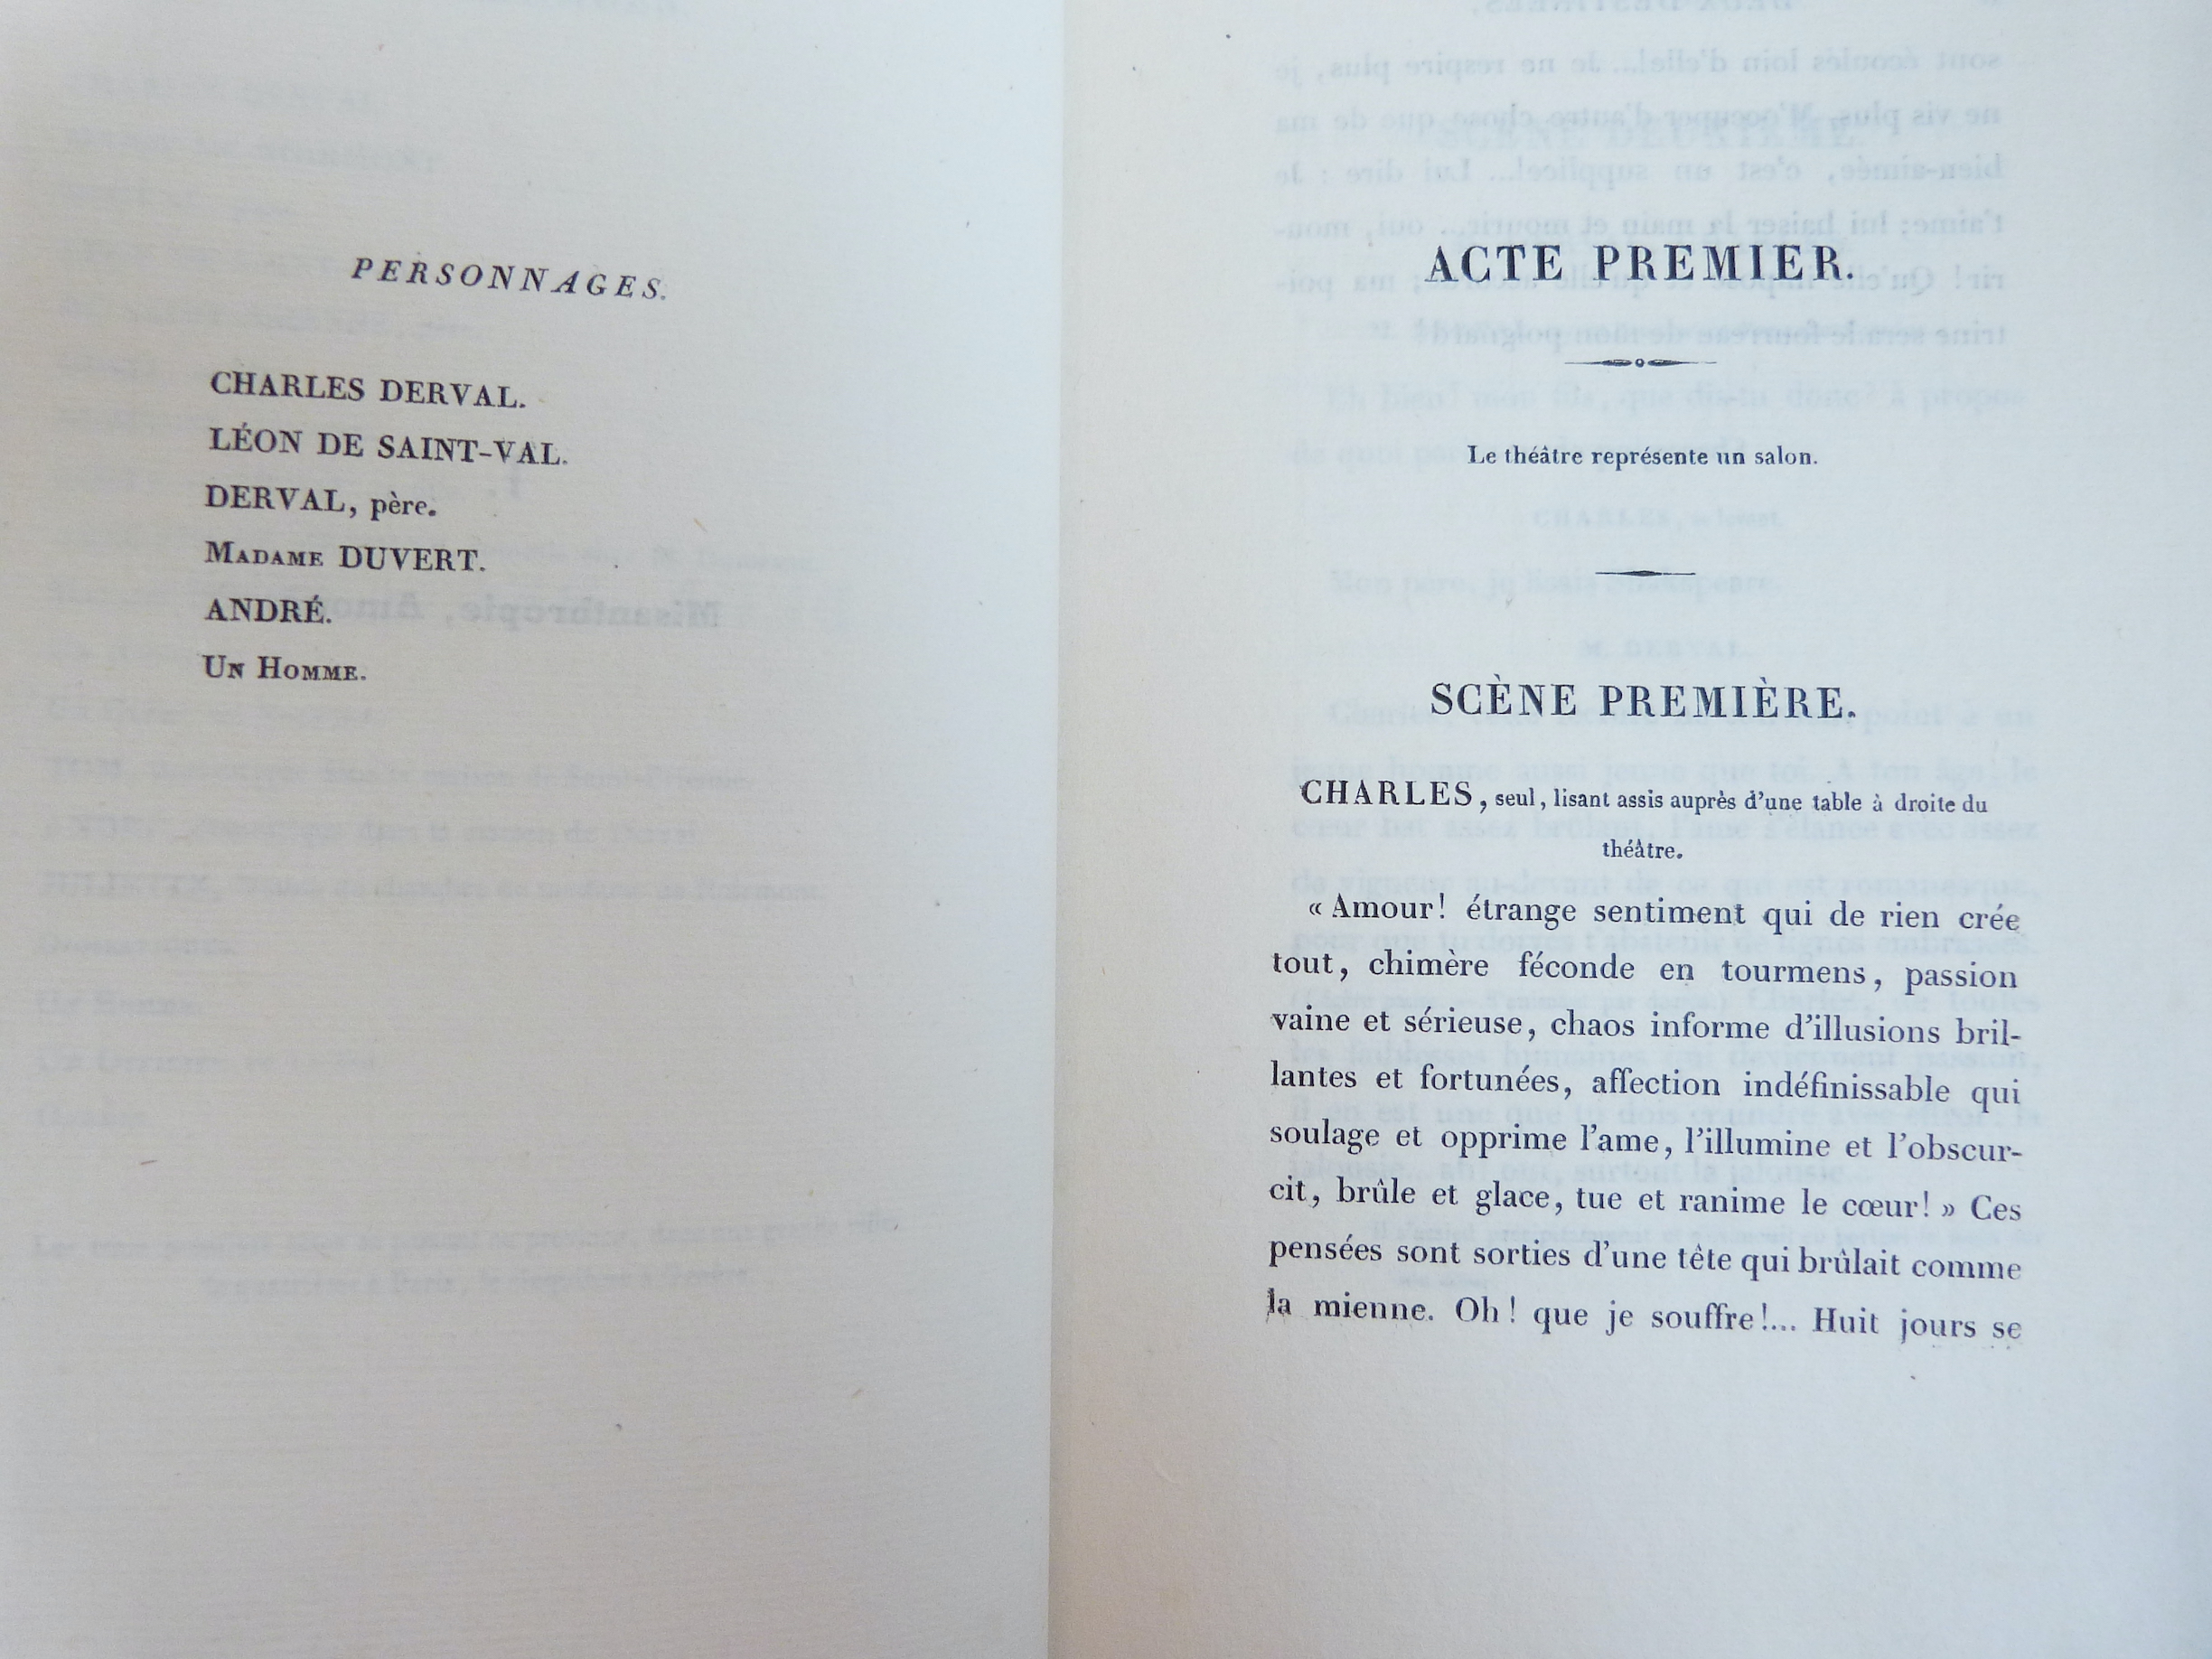 PERSONNAGES.
CHARLES DERVAL.
LÉON DE SAINT-VAL.
DERVAL, père.
MADAME DUVERT.
ANDRÉ.
UN HOMME.
ACTE PREMIER.
Le théâtre représente un salon.
SCÈNE PREMIÈRE.
CHARLES, seul, lisant assis auprès d'une table à droite du
théâtre.
« Amour! étrange sentiment qui de rien crée
tout, chimère féconde en tourmens, passion
vaine et sérieuse, chaos informe d'illusions bril-
lantes et fortunées, affection indéfinissable qui
soulage et opprime l'ame, l'illumine et l'obscur-
cit, brûle et glace, tue et ranime le cœur! » Ces
pensées sont sorties d'une tête qui brûlait comme
la mienne. Oh! que je souffre!... Huit jours se